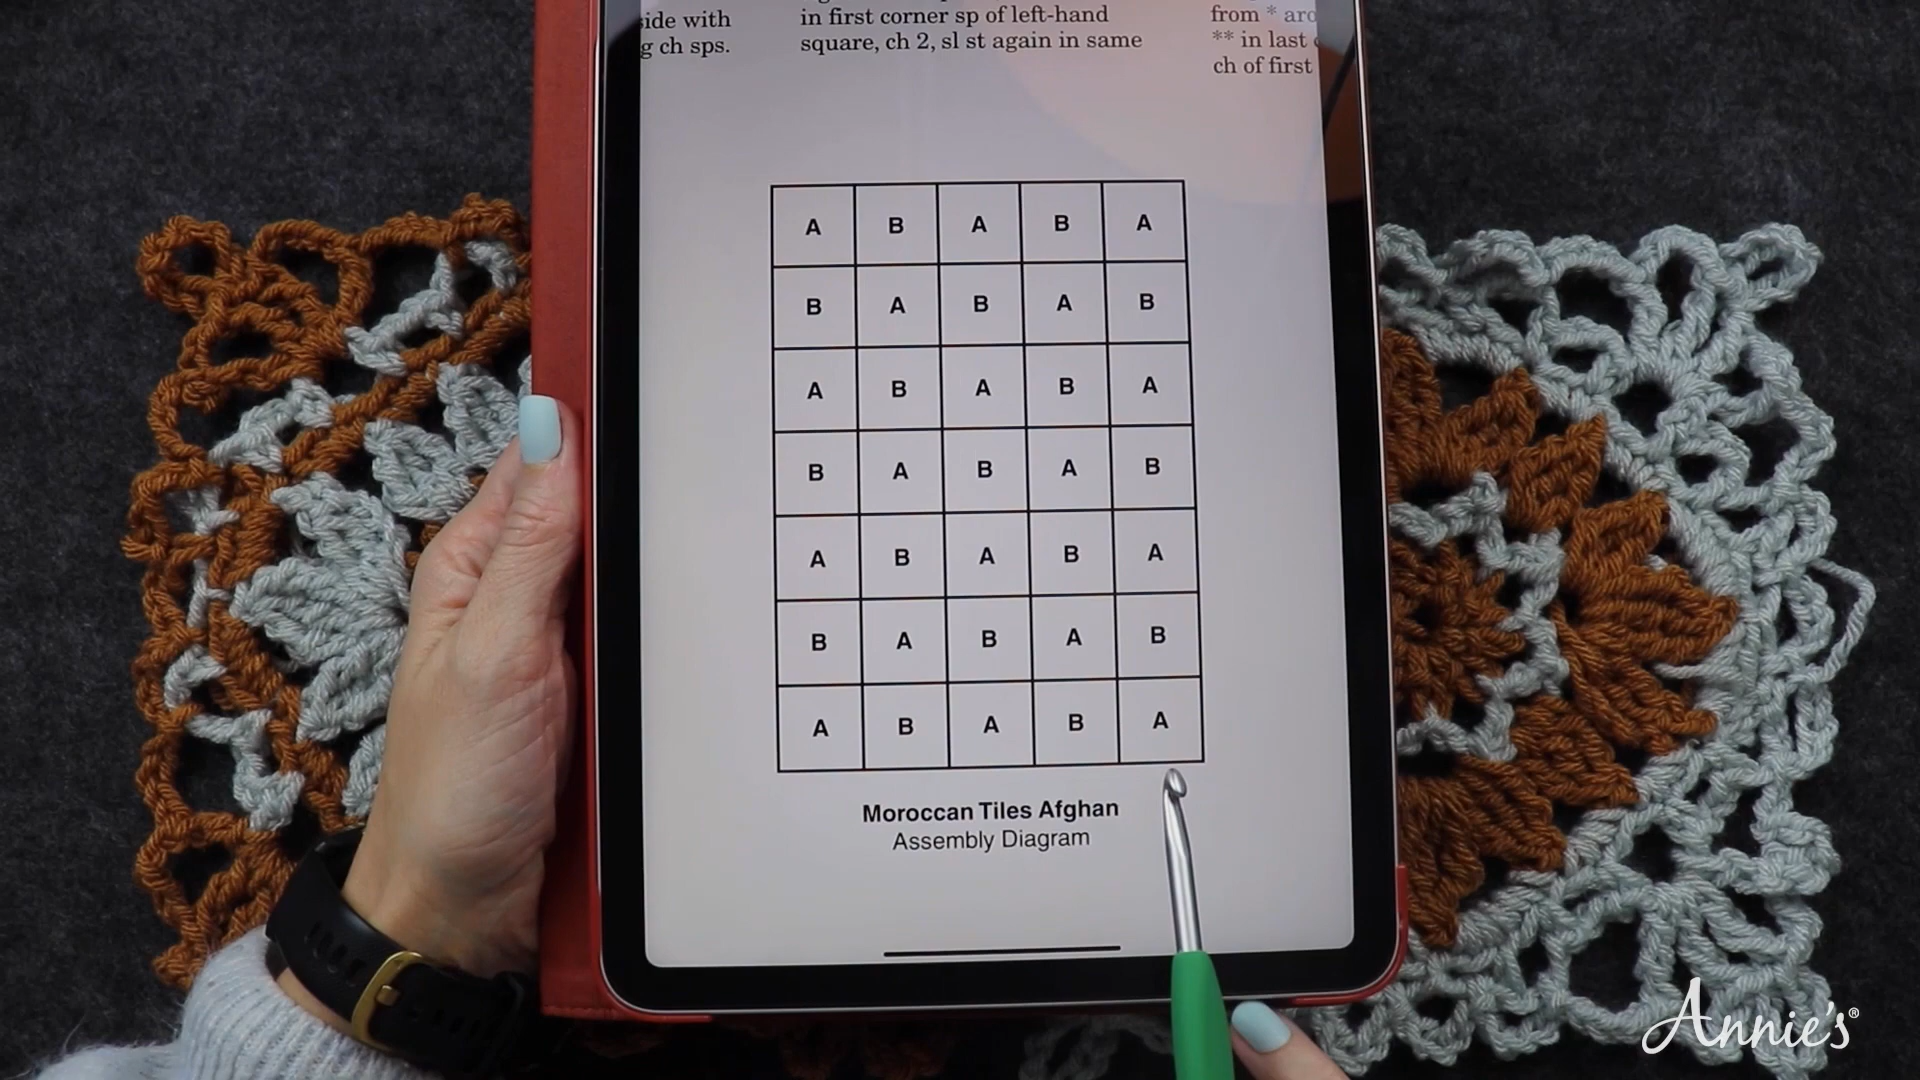 side with
g ch sps.
in first corner sp of left-hand
square, ch 2, sl st again in same
from * aro
** in last
ch of first
A B A B A
B A B A B
A B A B A
B A B A B
A B A B A
B A B A B
A B A B A
Moroccan Tiles Afghan
Assembly Diagram
Annie's®